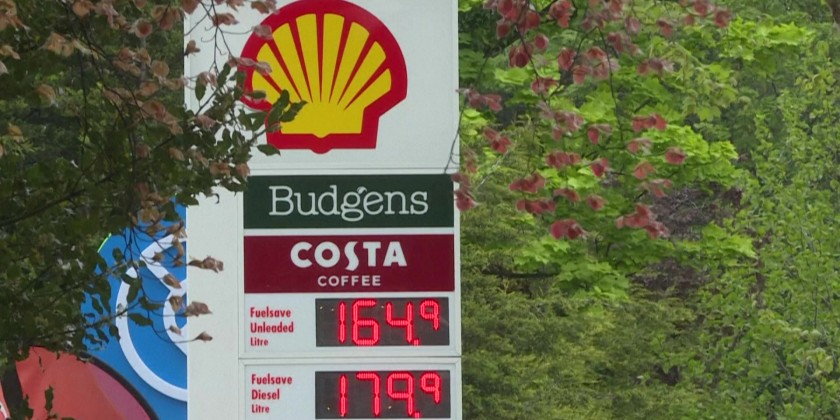 Budgens
COSTA
COFFEE
Fuelsave
Unleaded
Litre
164.9
Fuelsave
Diesel
Litre
179.9